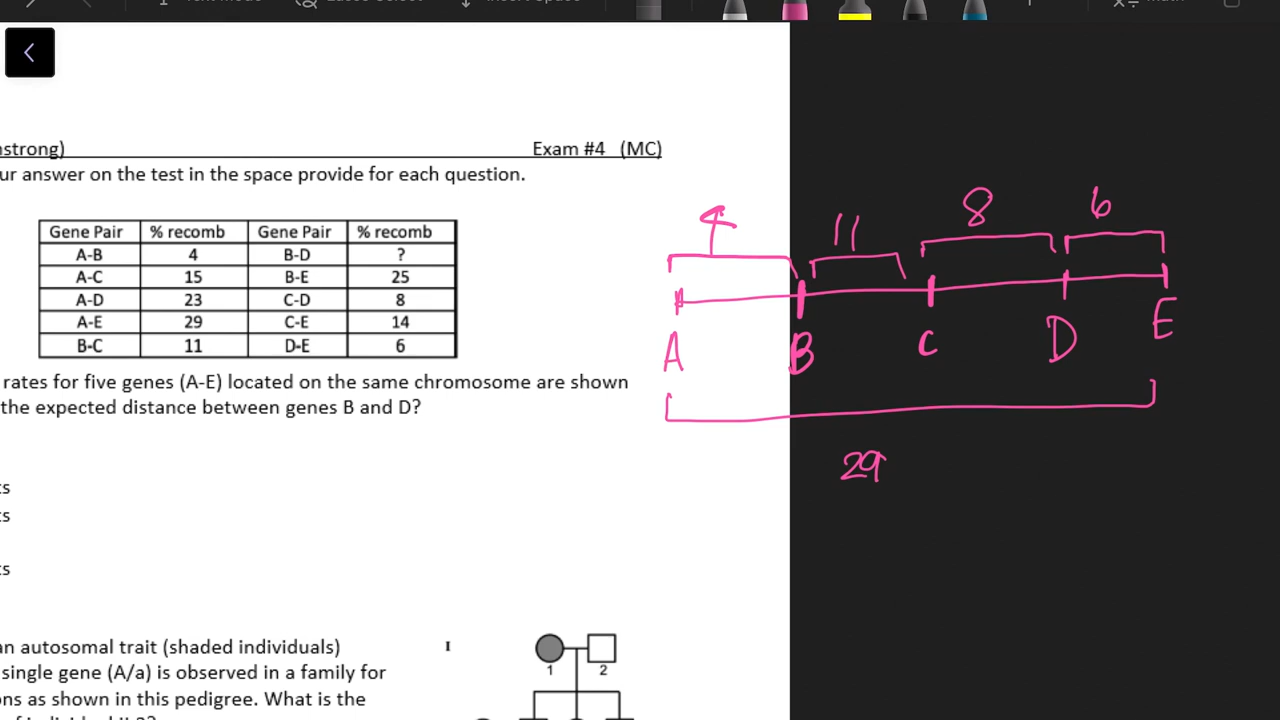 nstrong) Exam #4 (MC)
ur answer on the test in the space provide for each question.
Gene Pair % recomb Gene Pair % recomb
A-B 4 B-D ?
A-C 15 B-E 25
A-D 23 C-D 8
A-E 29 C-E 14
B-C 11 D-E 6
rates for five genes (A-E) located on the same chromosome are shown
the expected distance between genes B and D?
ts
ts
ts
4 11 8 6
A B C D E
29
an autosomal trait (shaded individuals)
single gene (A/a) is observed in a family for
ons as shown in this pedigree. What is the
I
1 2